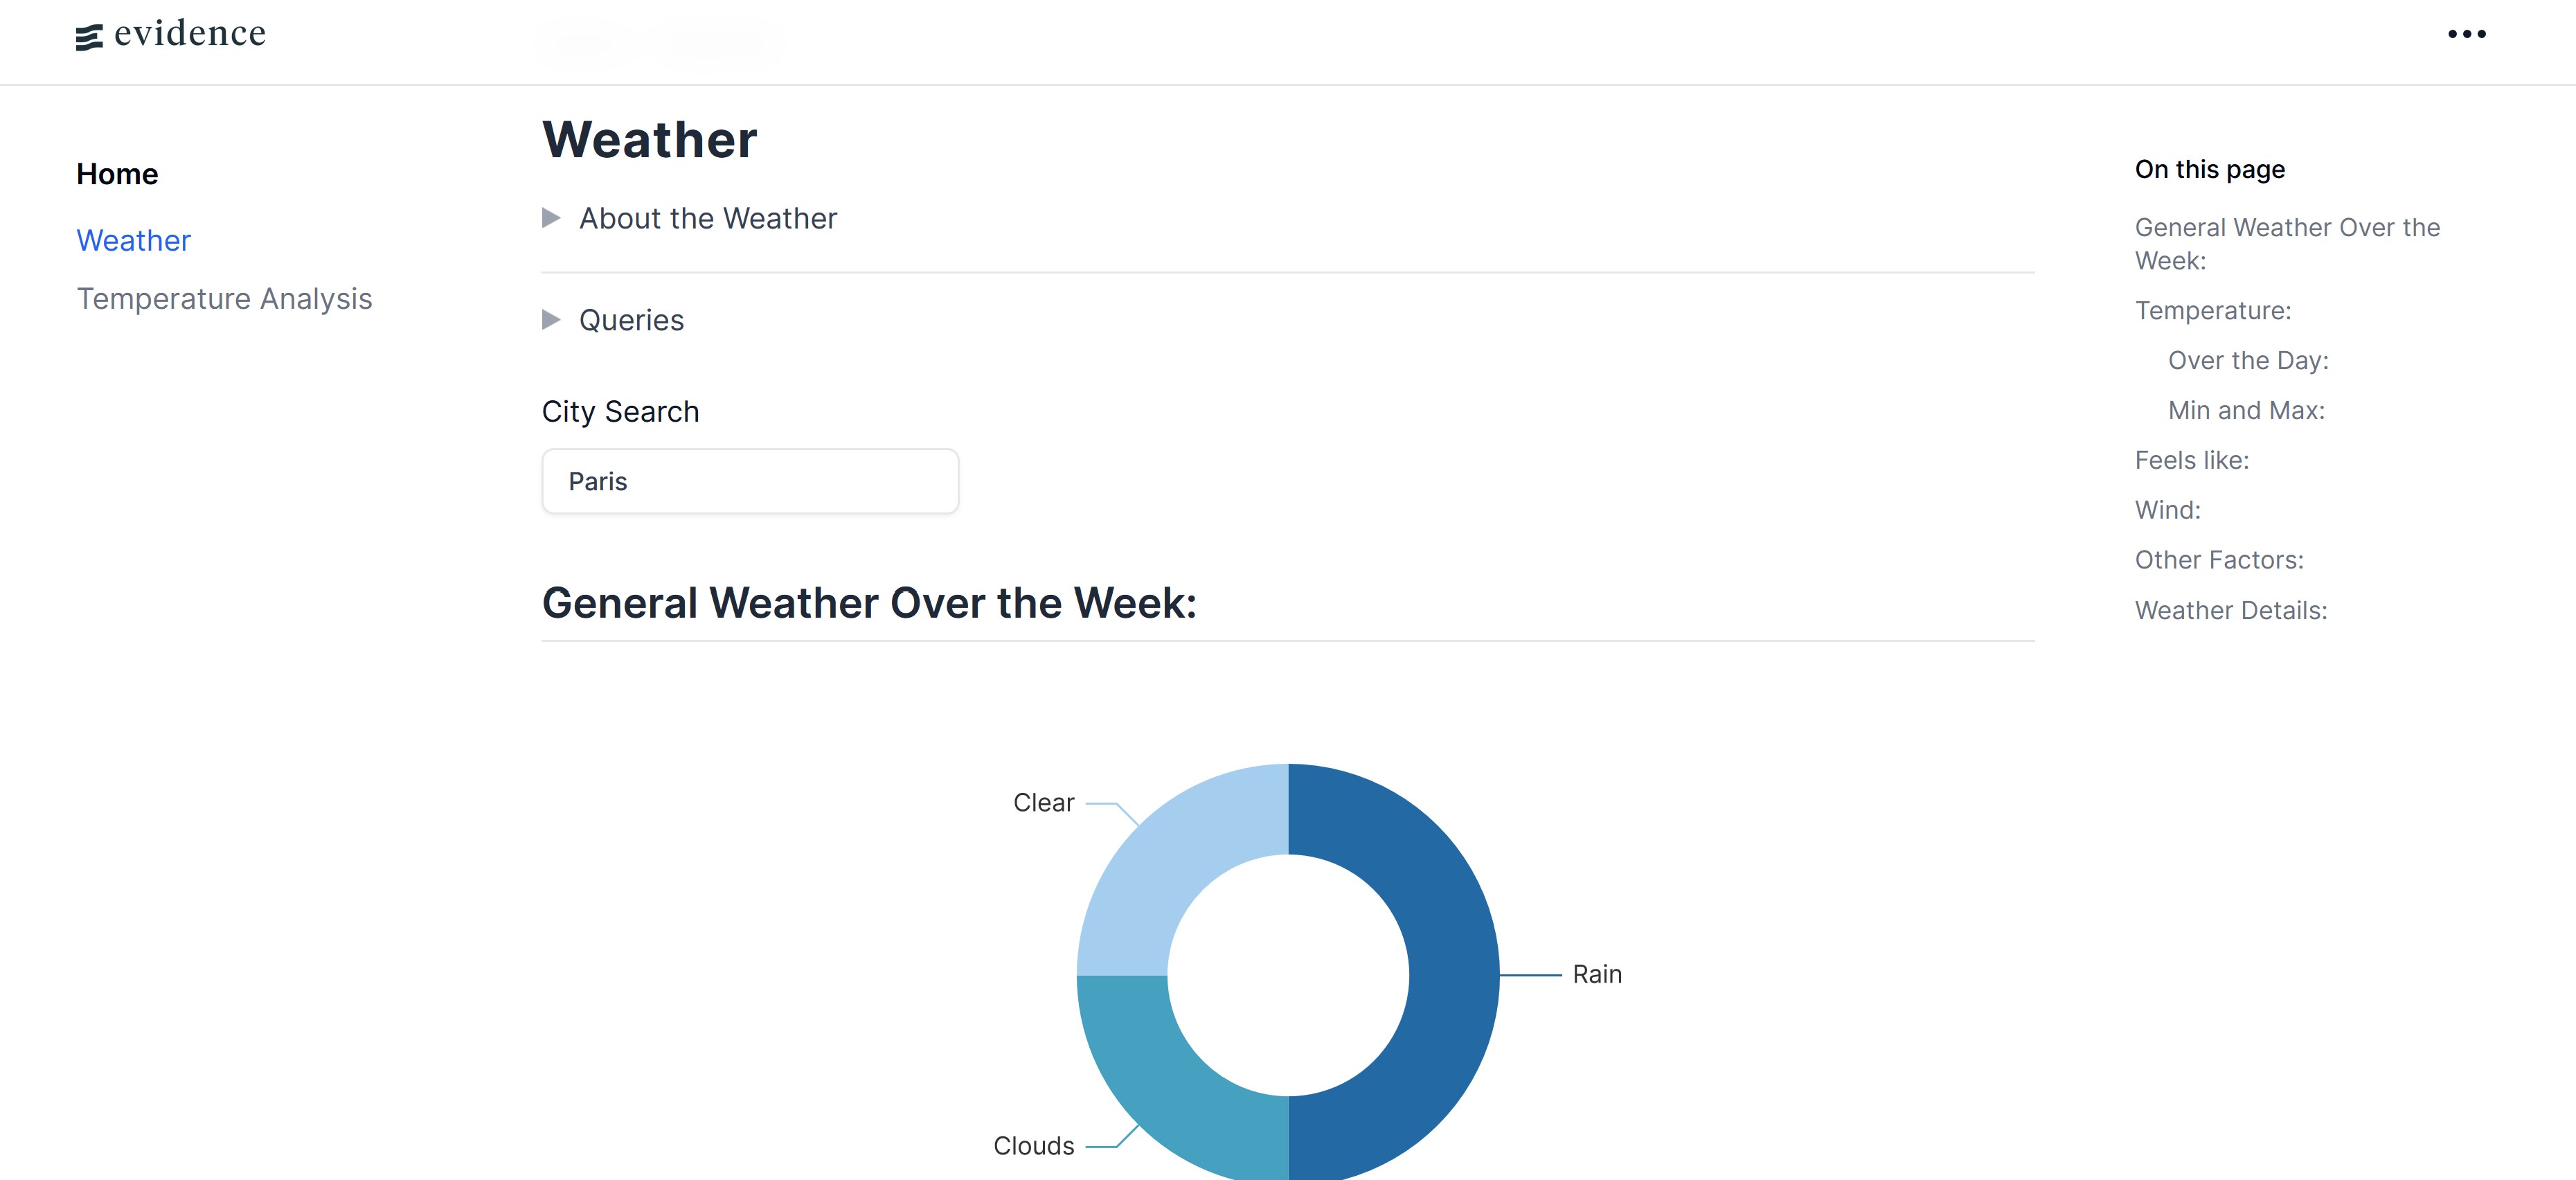 evidence
Home
Weather
Temperature Analysis
Weather
About the Weather
Queries
City Search
Paris
General Weather Over the Week:
Clear
Rain
Clouds
On this page
General Weather Over the
Week:
Temperature:
Over the Day:
Min and Max:
Feels like:
Wind:
Other Factors:
Weather Details: